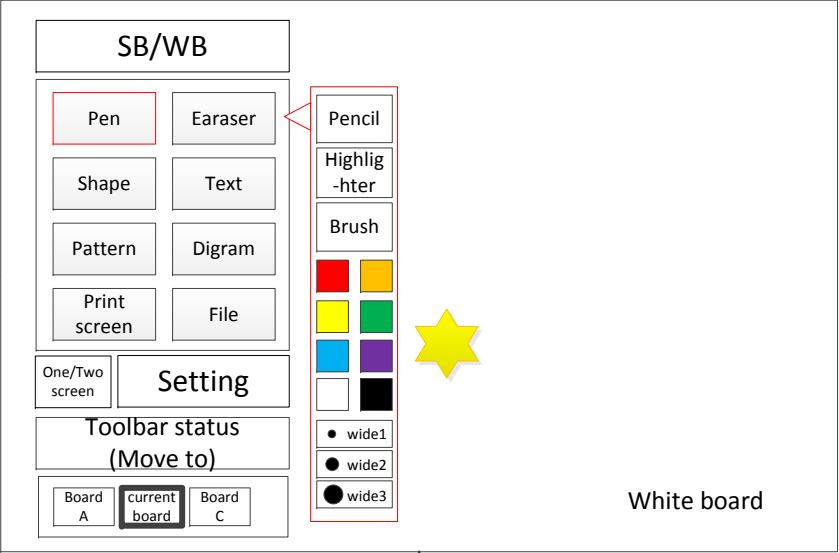 SB/WB
Pen
Earaser
Shape
Text
Pattern
Digram
Print
screen
File
One/Two
screen
Setting
Toolbar status
(Move to)
Board
A
current
board
Board
C
Pencil
Highlig
-hter
Brush
wide1
wide2
wide3
White board